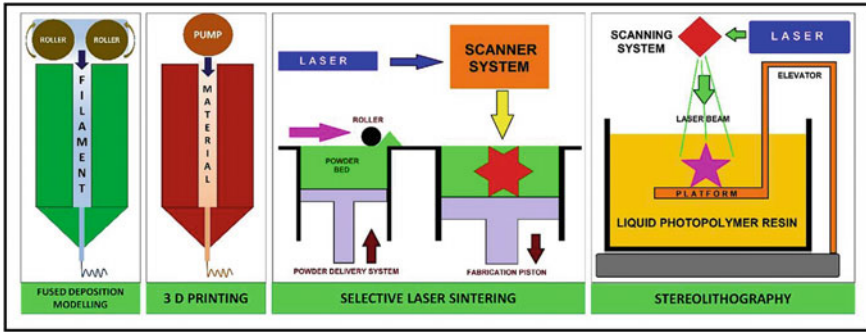 ROLLER
ROLLER
FILAMENT
FUSED DEPOSITION
MODELLING
PUMP
MATERIAL
3 D PRINTING
LASER
SCANNER
SYSTEM
ROLLER
POWDER
BED
POWDER DELIVERY SYSTEM
FABRICATION PISTON
SELECTIVE LASER SINTERING
SCANNING
SYSTEM
LASER
ELEVATOR
LASER BEAM
PLATFORM
LIQUID PHOTOPOLYMER RESIN
STEREOLITHOGRAPHY